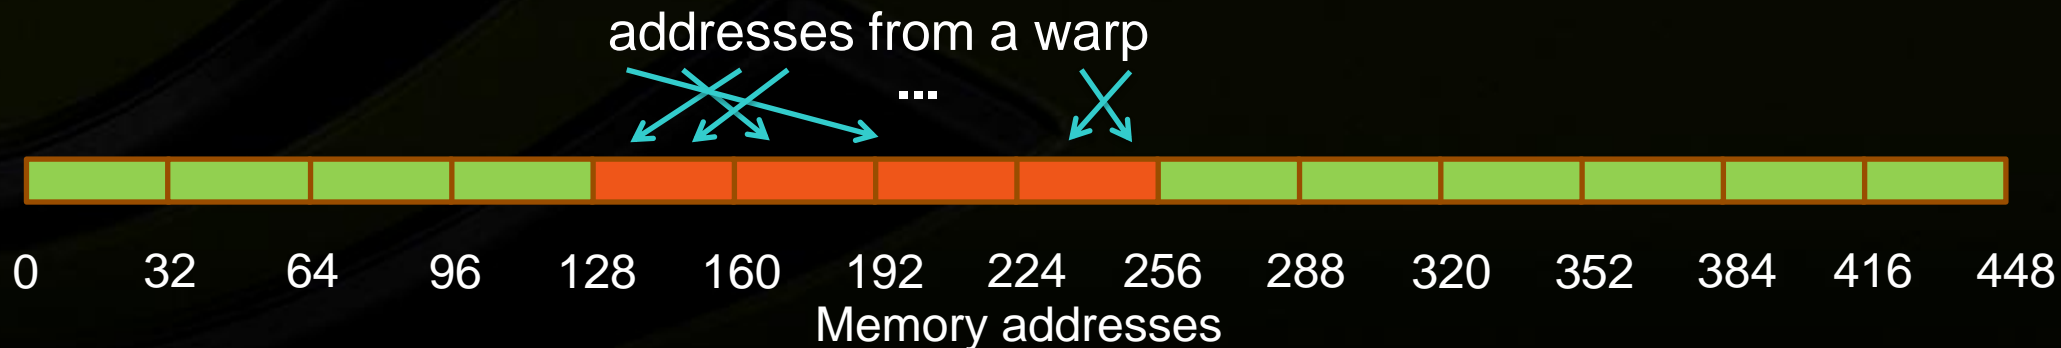 addresses from a warp
...
0 32 64 96 128 160 192 224 256 288 320 352 384 416 448
Memory addresses